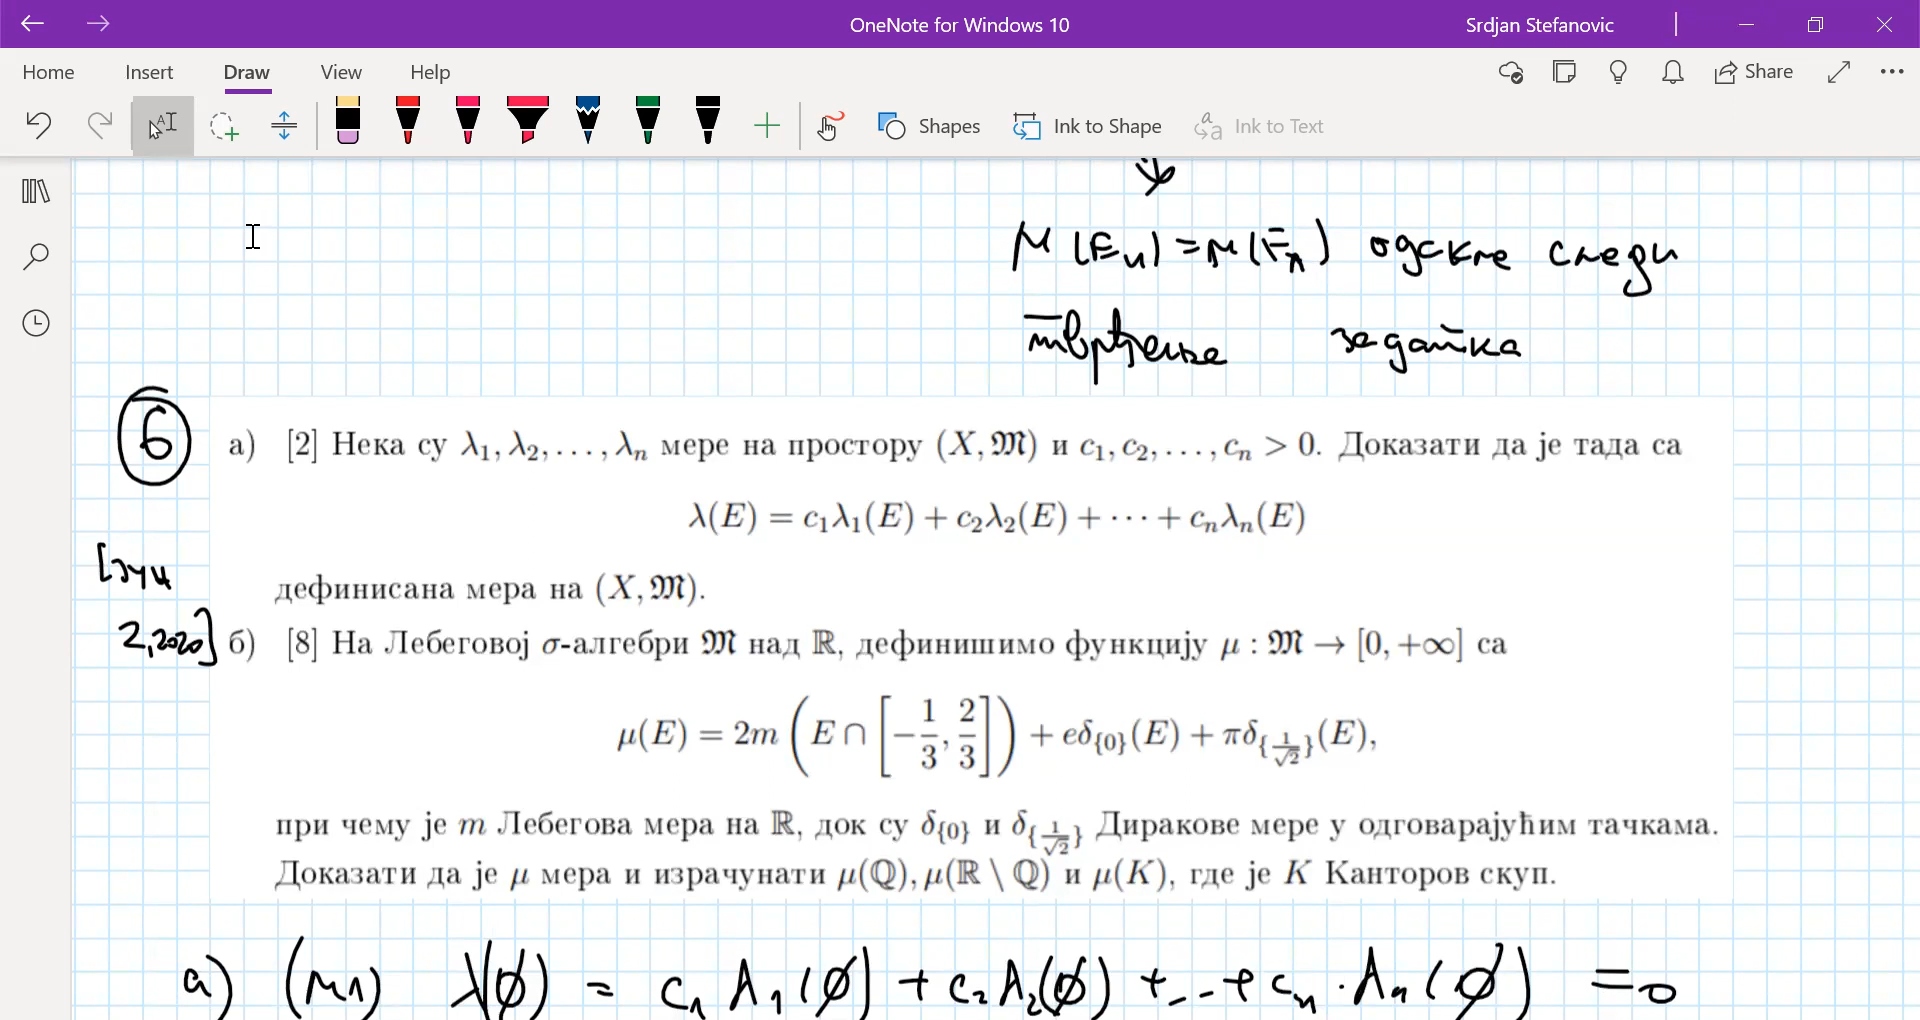 OneNote for Windows 10
Srdjan Stefanovic
Home Insert Draw View Help
Share
Shapes Ink to Shape Ink to Text
μ(Eₙ) = μ(Fₙ) одакле следи
тврђење задатка
6
а) [2] Нека су λ₁, λ₂, . . . , λₙ мере на простору (X, 𝔐) и c₁, c₂, . . . , cₙ > 0. Доказати да је тада са
λ(E) = c₁λ₁(E) + c₂λ₂(E) + ··· + cₙλₙ(E)
дефинисана мера на (X, 𝔐).
2, 2020]
б) [8] На Лебеговој σ-алгебри 𝔐 над ℝ, дефинишимо функцију μ : 𝔐 → [0, +∞] са
μ(E) = 2m (E ∩ [−1/3, 2/3]) + eδ_{0}(E) + πδ_{1/√2}(E),
при чему је m Лебегова мера на ℝ, док су δ_{0} и δ_{1/√2} Диракове мере у одговарајућим тачкама.
Доказати да је μ мера и израчунати μ(ℚ), μ(ℝ \ ℚ) и μ(K), где је K Канторов скуп.
а) (м1) λ(∅) = c₁λ₁(∅) + c₂λ₂(∅) + ... + cₙ · λₙ(∅) = 0